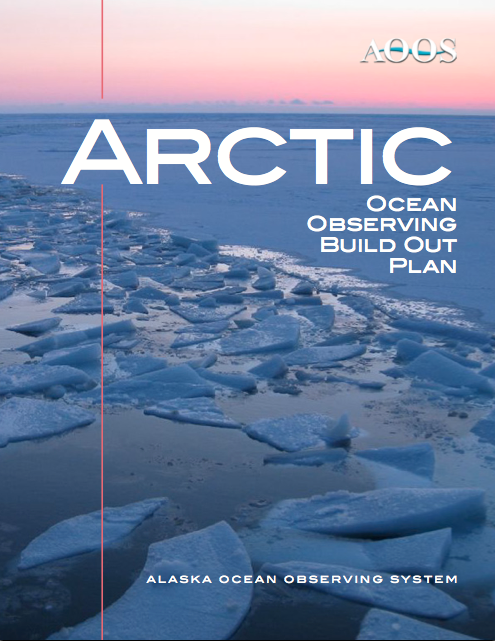 AOOS
ARCTIC
OCEAN
OBSERVING
BUILD OUT
PLAN
ALASKA OCEAN OBSERVING SYSTEM